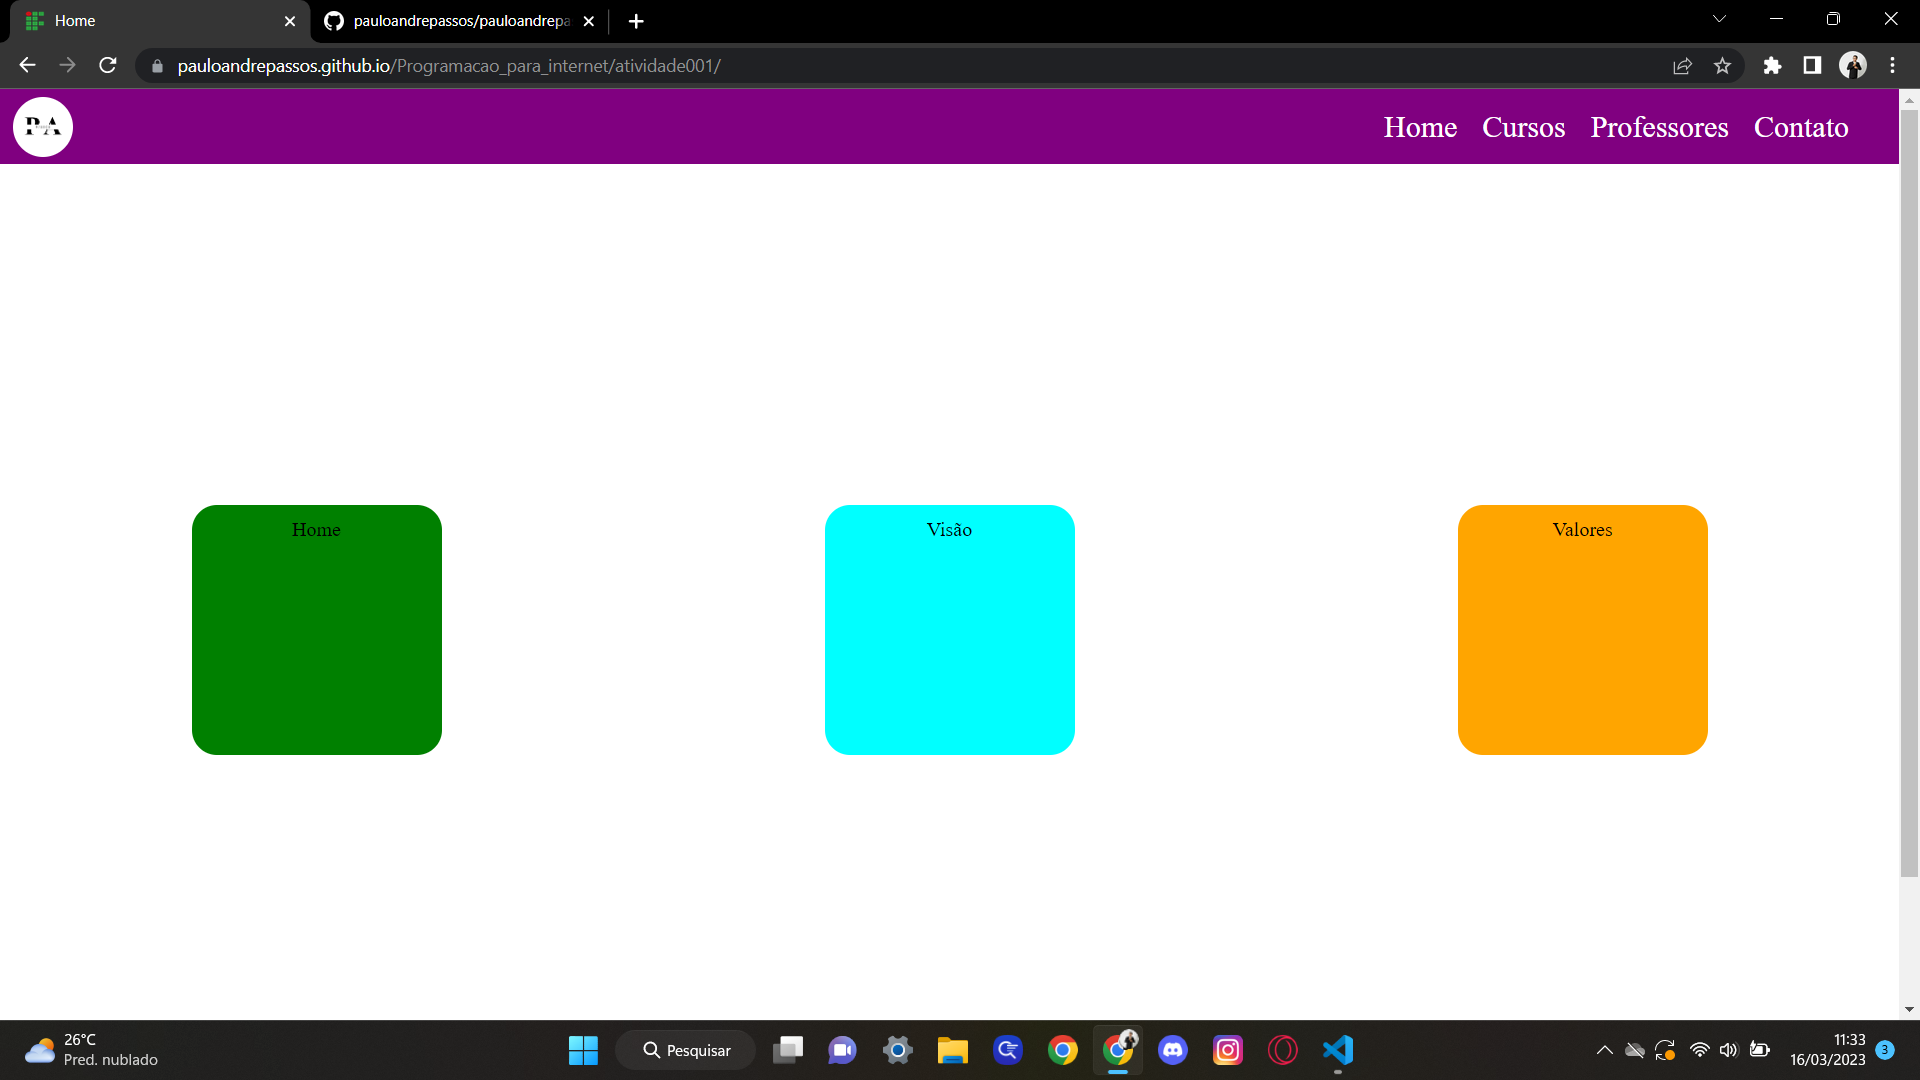 Home
pauloandrepassos/pauloandrepa
pauloandrepassos.github.io/Programacao_para_internet/atividade001/
PA
Home Cursos Professores Contato
Home
Visão
Valores
26°C
Pred. nublado
Pesquisar
11:33
16/03/2023
3